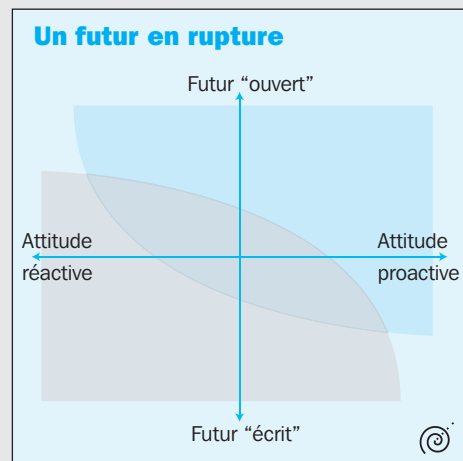 Un futur en rupture
Futur “ouvert”
Attitude
réactive
Attitude
proactive
Futur “écrit”